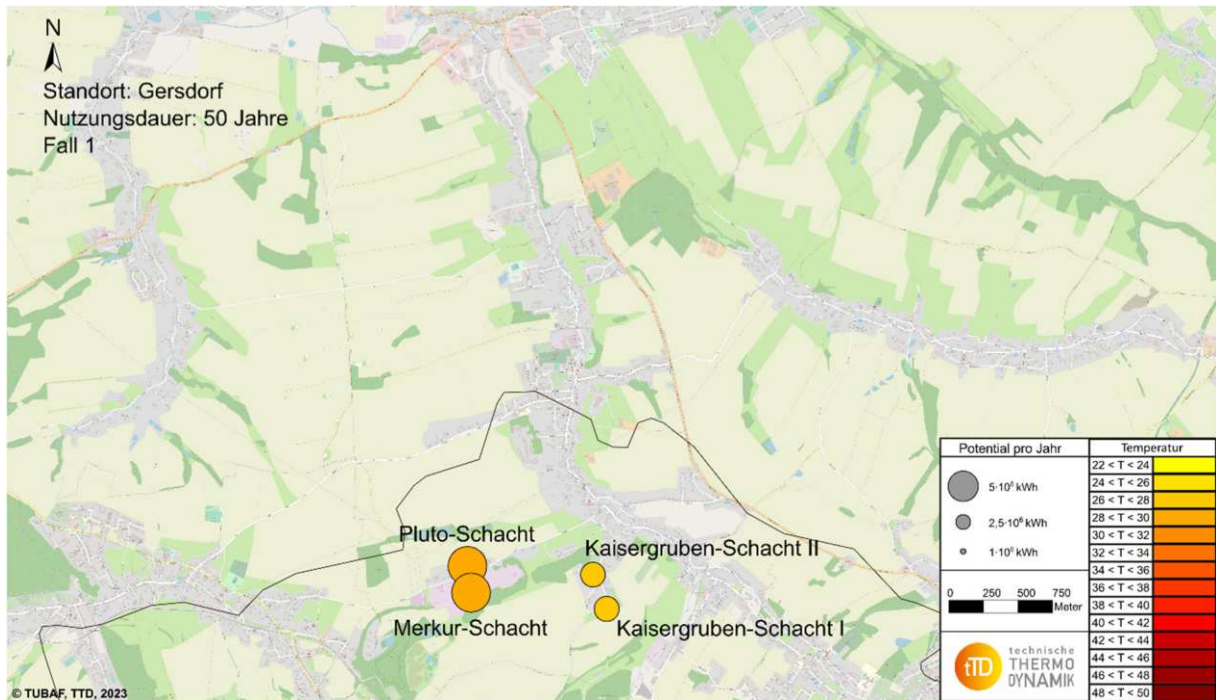 N
Standort: Gersdorf
Nutzungsdauer: 50 Jahre
Fall 1
Pluto-Schacht
Merkur-Schacht
Kaisergruben-Schacht II
Kaisergruben-Schacht I
Potential pro Jahr
5·10⁶ kWh
2,5·10⁶ kWh
1·10⁶ kWh
0 250 500 750
Meter
technische
THERMO
DYNAMIK
tTD
Temperatur
22 < T < 24
24 < T < 26
26 < T < 28
28 < T < 30
30 < T < 32
32 < T < 34
34 < T < 36
36 < T < 38
38 < T < 40
40 < T < 42
42 < T < 44
44 < T < 46
46 < T < 48
48 < T < 50
© TUBAF, TTD, 2023